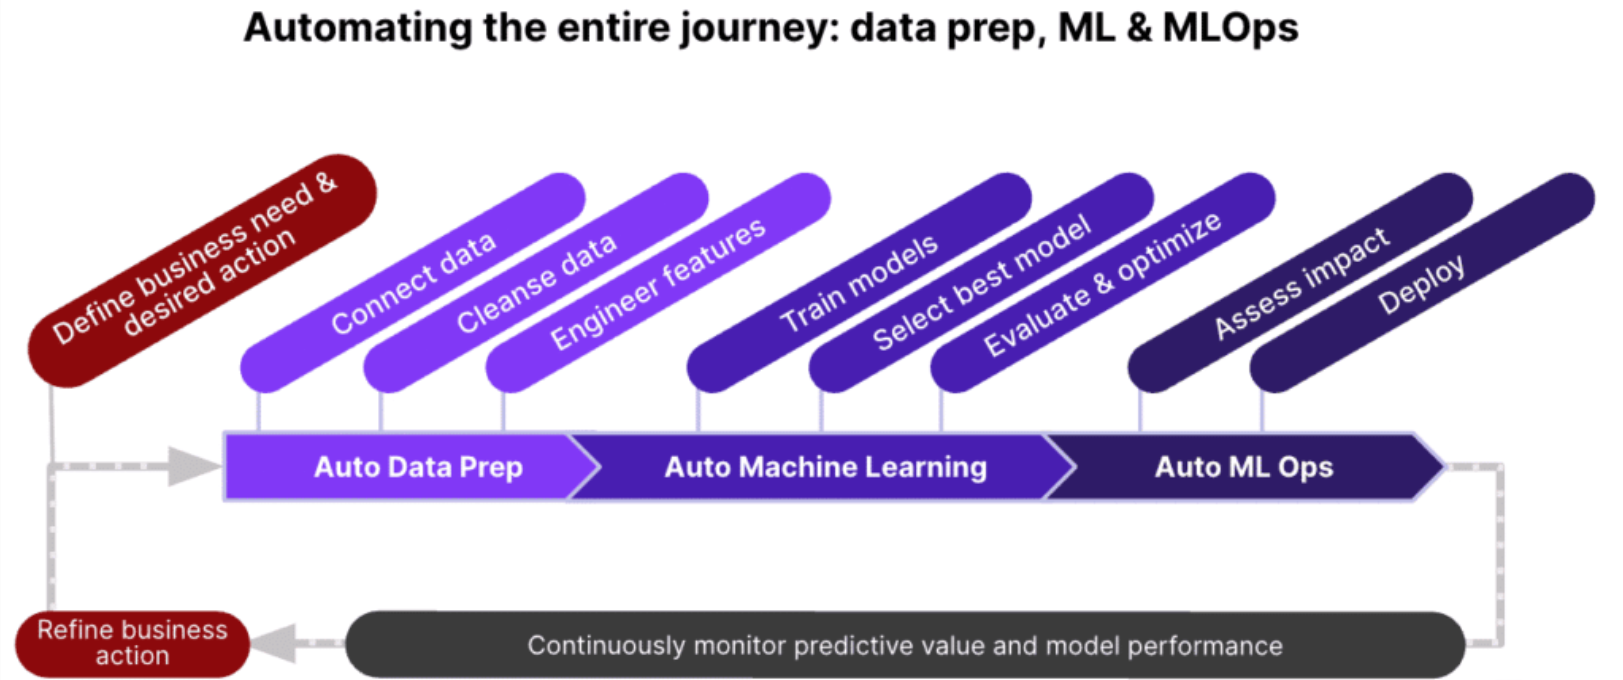 Automating the entire journey: data prep, ML & MLOps
Define business need &
desired action
Connect data
Cleanse data
Engineer features
Train models
Select best model
Evaluate & optimize
Assess impact
Deploy
Auto Data Prep
Auto Machine Learning
Auto ML Ops
Refine business
action
Continuously monitor predictive value and model performance